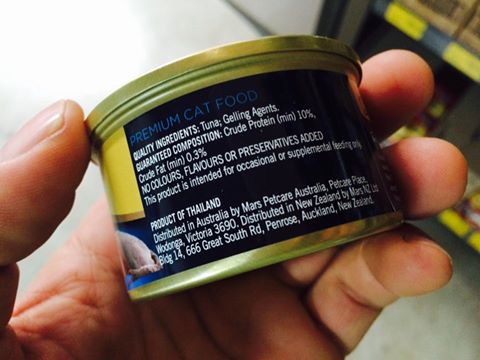 PREMIUM CAT FOOD
QUALITY INGREDIENTS: Tuna; Gelling Agents.
GUARANTEED COMPOSITION: Crude Protein (min) 10%,
Crude Fat (min) 0.3%
NO COLOURS, FLAVOURS OR PRESERVATIVES ADDED
This product is intended for occasional or supplemental feeding only.
PRODUCT OF THAILAND
Distributed in Australia by Mars Petcare Australia, Petcare Place,
Wodonga, Victoria 3690. Distributed in New Zealand by Mars NZ Ltd
Bldg 14, 666 Great South Rd, Penrose, Auckland, New Zealand.